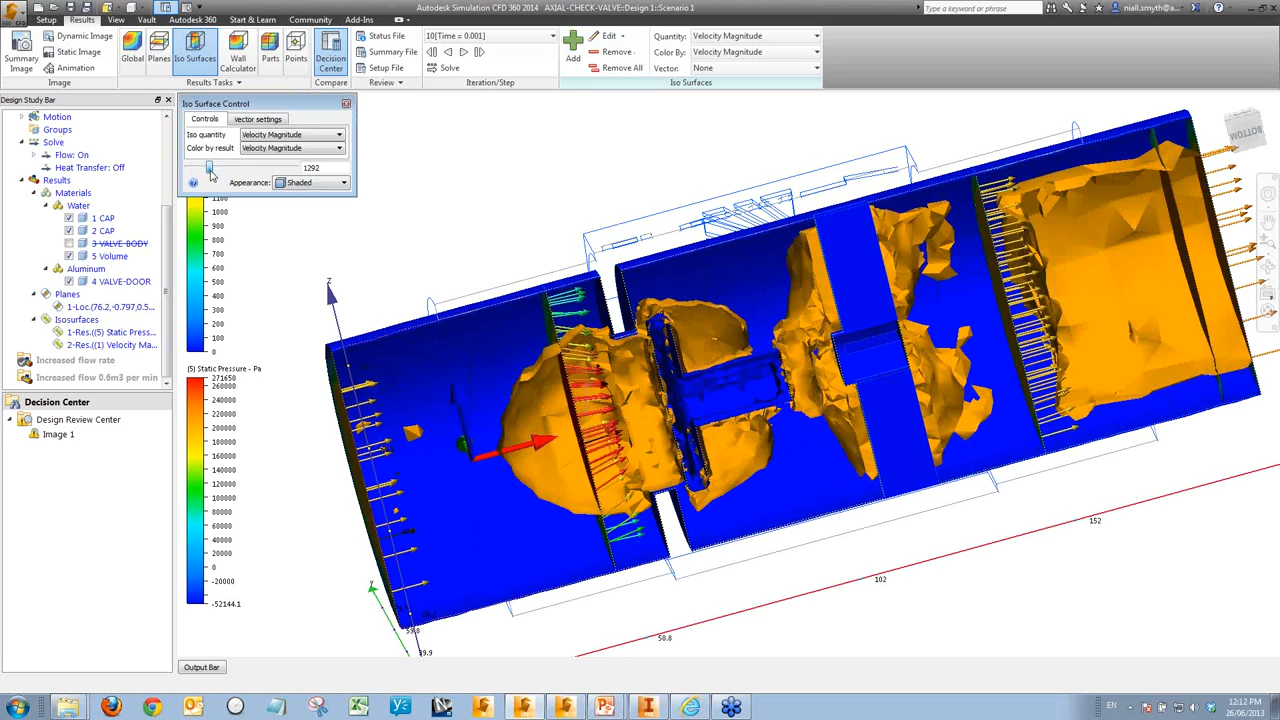 Autodesk Simulation CFD 360 2014 AXIAL-CHECK-VALVE::Design 1::Scenario 1
Type a keyword or phrase
niall.smyth@...
Setup Results View Vault Autodesk 360 Start & Learn Community Add-Ins
Summary Image
Dynamic Image
Static Image
Animation
Image
Global
Planes
Iso Surfaces
Wall Calculator
Parts
Points
Results Tasks
Decision Center
Compare
Status File
Summary File
Setup File
Review
10[Time = 0.001]
Solve
Iteration/Step
Add
Edit
Remove
Remove All
Quantity: Velocity Magnitude
Color By: Velocity Magnitude
Vector: None
Iso Surfaces
Design Study Bar
Motion
Groups
Solve
Flow: On
Heat Transfer: Off
Results
Materials
Water
1 CAP
2 CAP
3 VALVE-BODY
5 Volume
Aluminum
4 VALVE-DOOR
Planes
1-Loc.(76.2,-0.797,0.5...
Isosurfaces
1-Res.((5) Static Press...
2-Res.((1) Velocity Ma...
Increased flow rate
Increased flow 0.6m3 per min
Decision Center
Design Review Center
Image 1
Iso Surface Control
Controls
Vector settings
Iso quantity Velocity Magnitude
Color by result Velocity Magnitude
1292
Appearance: Shaded
1100
1000
900
800
700
600
500
400
300
200
100
0
(5) Static Pressure - Pa
271650
260000
240000
220000
200000
180000
160000
140000
120000
100000
80000
60000
40000
20000
0
-20000
-52144.1
BOTTOM
Z
Y
152
102
50.8
Output Bar
EN
12:12 PM
26/06/2013